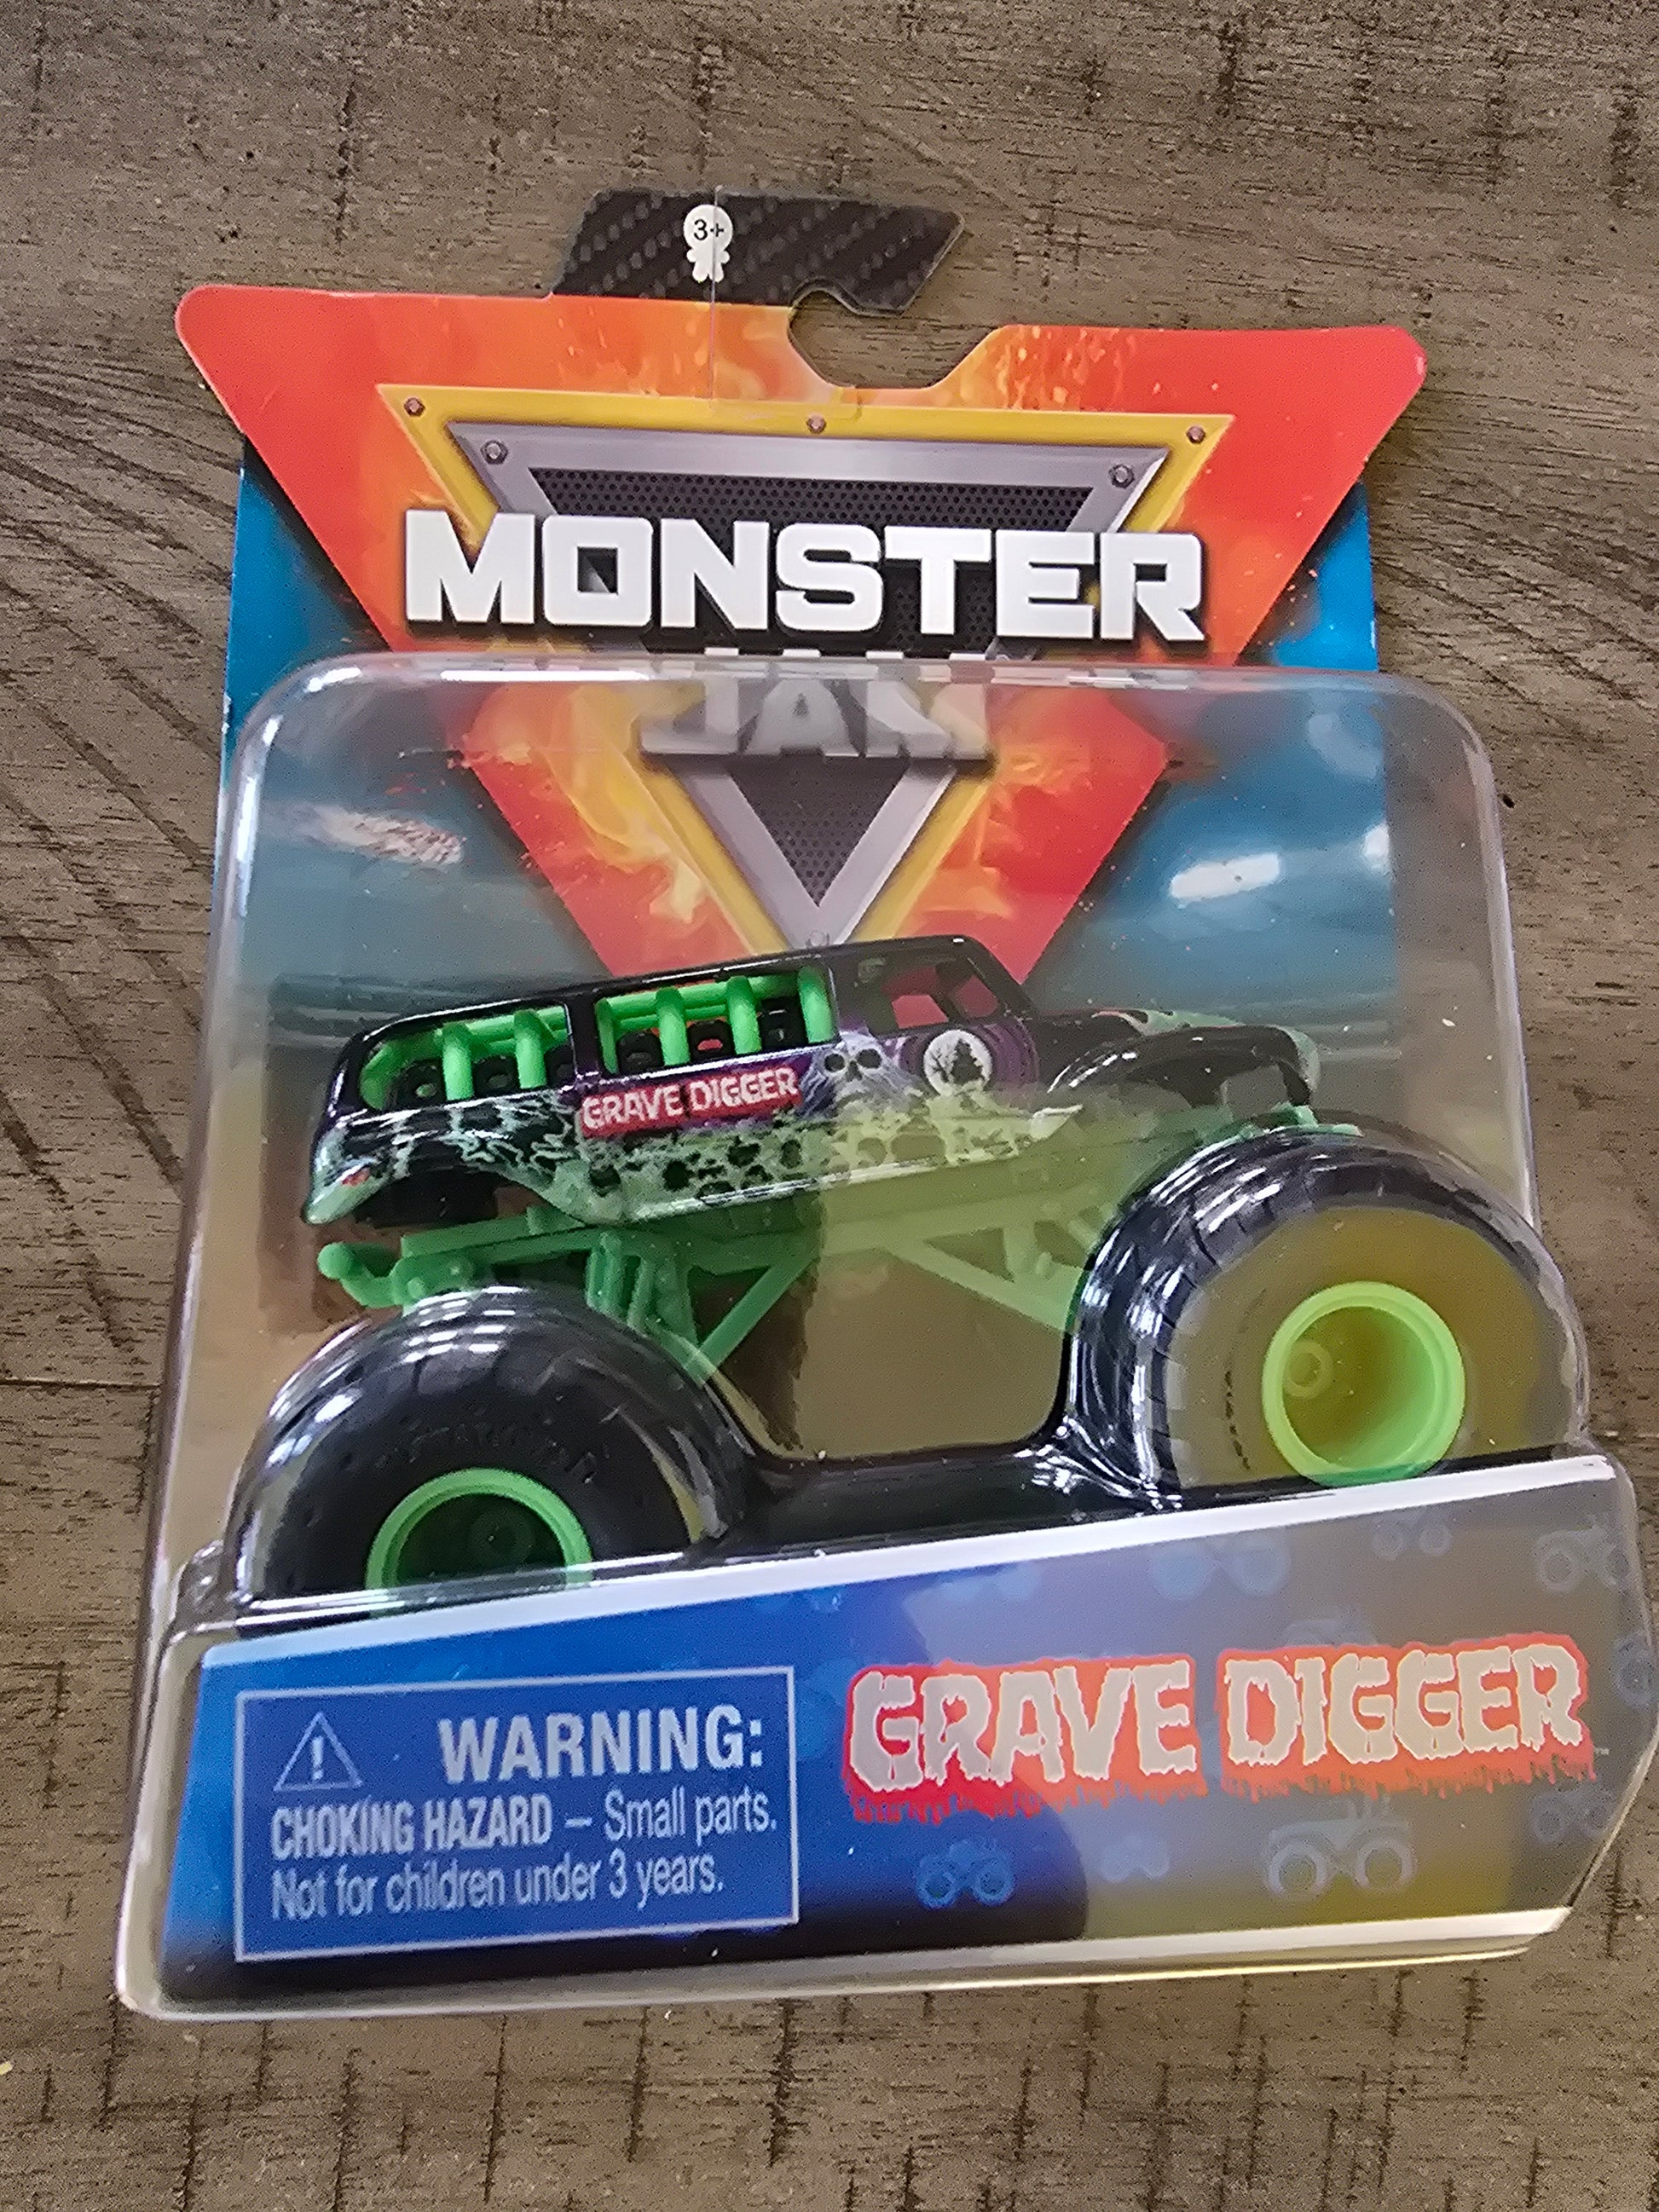 3+
MONSTER
JAM
GRAVE DIGGER
WARNING:
CHOKING HAZARD – Small parts.
Not for children under 3 years.
GRAVE DIGGER